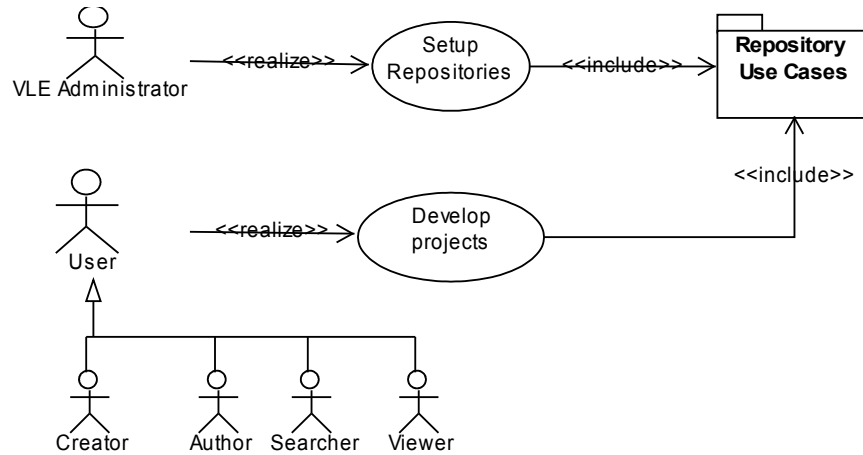 VLE Administrator
<<realize>>
Setup
Repositories
<<include>>
Repository
Use Cases
User
<<realize>>
Develop
projects
<<include>>
Creator
Author
Searcher
Viewer